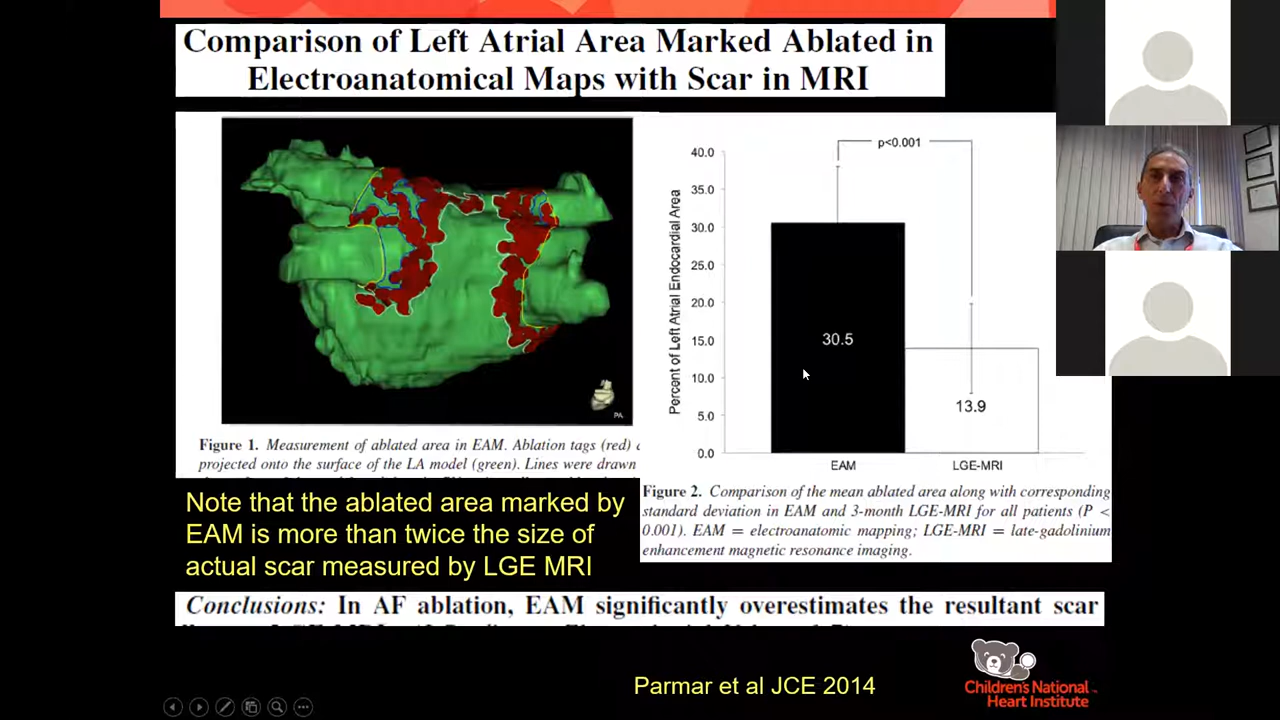 Comparison of Left Atrial Area Marked Ablated in
Electroanatomical Maps with Scar in MRI
PA
Figure 1. Measurement of ablated area in EAM. Ablation tags (red)
projected onto the surface of the LA model (green). Lines were drawn
p<0.001
40.0
35.0
30.0
25.0
20.0
15.0
10.0
5.0
0.0
Percent of Left Atrial Endocardial Area
30.5
13.9
EAM
LGE-MRI
Figure 2. Comparison of the mean ablated area along with corresponding
standard deviation in EAM and 3-month LGE-MRI for all patients (P <
0.001). EAM = electroanatomic mapping; LGE-MRI = late-gadolinium
enhancement magnetic resonance imaging.
Note that the ablated area marked by
EAM is more than twice the size of
actual scar measured by LGE MRI
Conclusions: In AF ablation, EAM significantly overestimates the resultant scar
Parmar et al JCE 2014
Children's National
Heart Institute